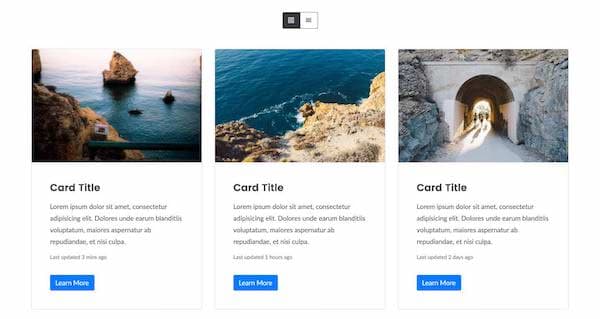 Card Title
Lorem ipsum dolor sit amet, consectetur
adipisicing elit. Dolores unde earum blanditiis
voluptatum, maiores aspernatur ab
repudiandae, et nisi culpa.
Last updated 3 mins ago
Learn More
Card Title
Lorem ipsum dolor sit amet, consectetur
adipisicing elit. Dolores unde earum blanditiis
voluptatum, maiores aspernatur ab
repudiandae, et nisi culpa.
Last updated 1 hours ago
Learn More
Card Title
Lorem ipsum dolor sit amet, consectetur
adipisicing elit. Dolores unde earum blanditiis
voluptatum, maiores aspernatur ab
repudiandae, et nisi culpa.
Last updated 2 days ago
Learn More